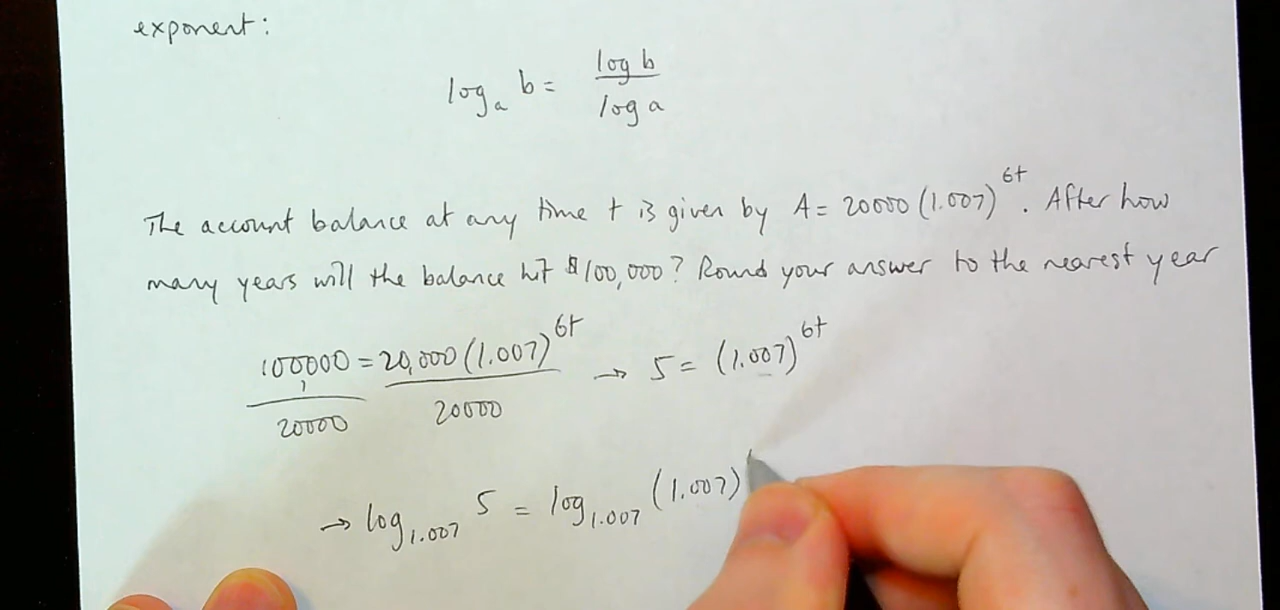 exponent:
log_a b = log b / log a
The account balance at any time t is given by A = 20000 (1.007)^6t. After how
many years will the balance hit $100,000? Round your answer to the nearest year
100,000 / 20000 = 20,000 (1.007)^6t / 20000 → 5 = (1.007)^6t
→ log_1.007 5 = log_1.007 (1.007)